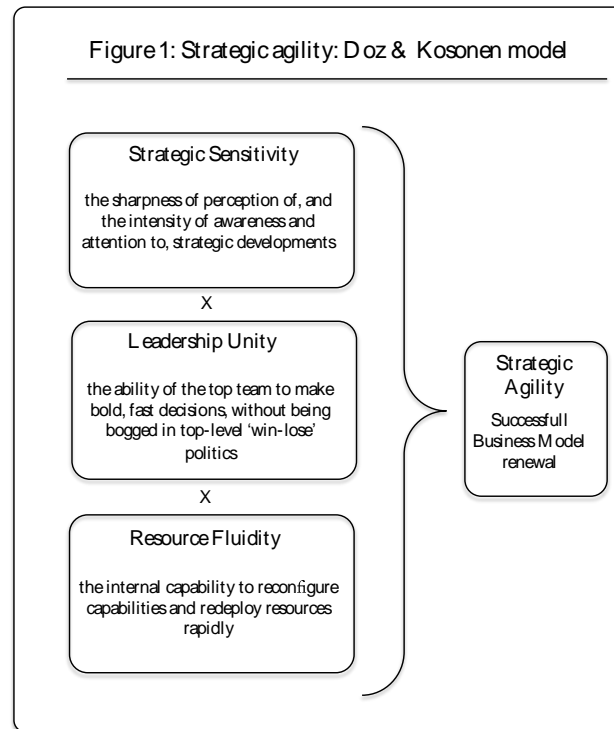 Figure 1: Strategic agility: Doz & Kosonen model
Strategic Sensitivity
the sharpness of perception of, and
the intensity of awareness and
attention to, strategic developments
X
Leadership Unity
the ability of the top team to make
bold, fast decisions, without being
bogged in top-level ‘win-lose’
politics
X
Resource Fluidity
the internal capability to reconfigure
capabilities and redeploy resources
rapidly
Strategic
Agility
Successfull
Business Model
renewal